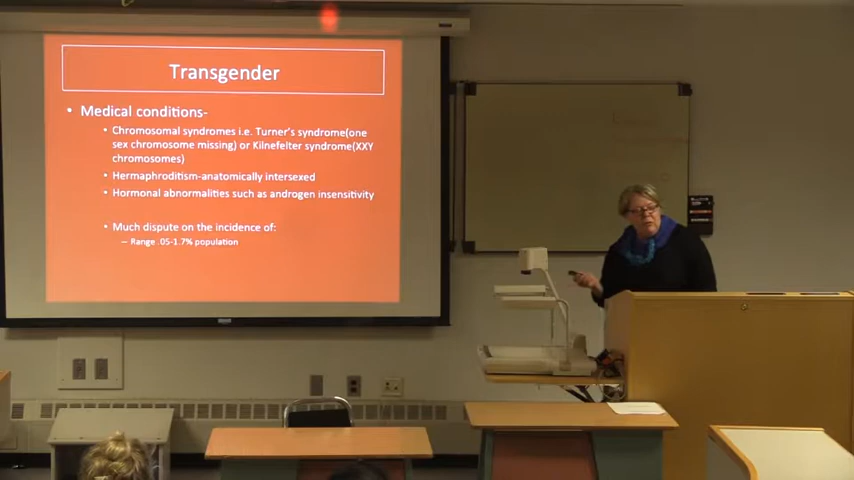 Transgender
• Medical conditions-
• Chromosomal syndromes i.e. Turner's syndrome(one
sex chromosome missing) or Kilnefelter syndrome(XXY
chromosomes)
• Hermaphroditism-anatomically intersexed
• Hormonal abnormalities such as androgen insensitivity
• Much dispute on the incidence of:
– Range .05-1.7% population